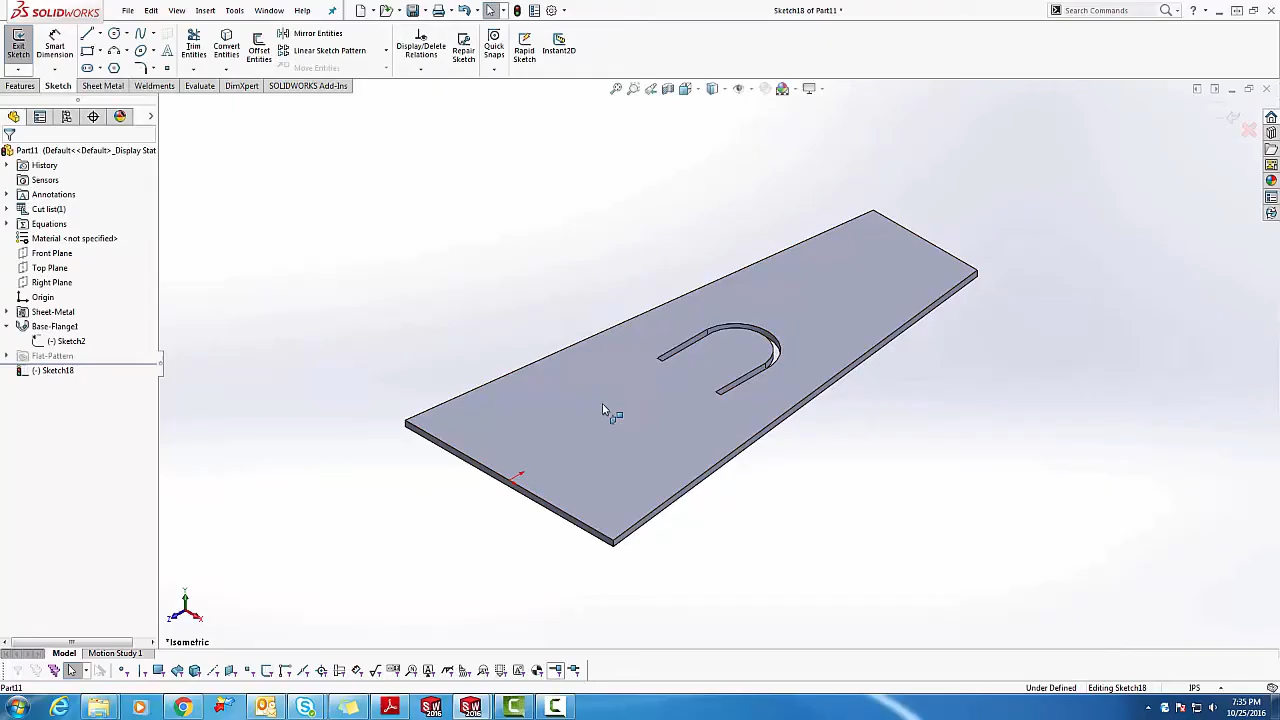 SOLIDWORKS
File Edit View Insert Tools Window Help
Sketch18 of Part11 *
Search Commands
Exit Sketch
Smart Dimension
Trim Entities
Convert Entities
Offset Entities
Mirror Entities
Linear Sketch Pattern
Move Entities
Display/Delete Relations
Repair Sketch
Quick Snaps
Rapid Sketch
Instant2D
Features Sketch Sheet Metal Weldments Evaluate DimXpert SOLIDWORKS Add-Ins
Part11 (Default<<Default>_Display Stat
History
Sensors
Annotations
Cut list(1)
Equations
Material <not specified>
Front Plane
Top Plane
Right Plane
Origin
Sheet-Metal
Base-Flange1
(-) Sketch2
Flat-Pattern
(-) Sketch18
Y
Z
X
*Isometric
Model Motion Study 1
Part11
Under Defined Editing Sketch18 IPS
SW 2016
SW 2016
7:35 PM
10/25/2016